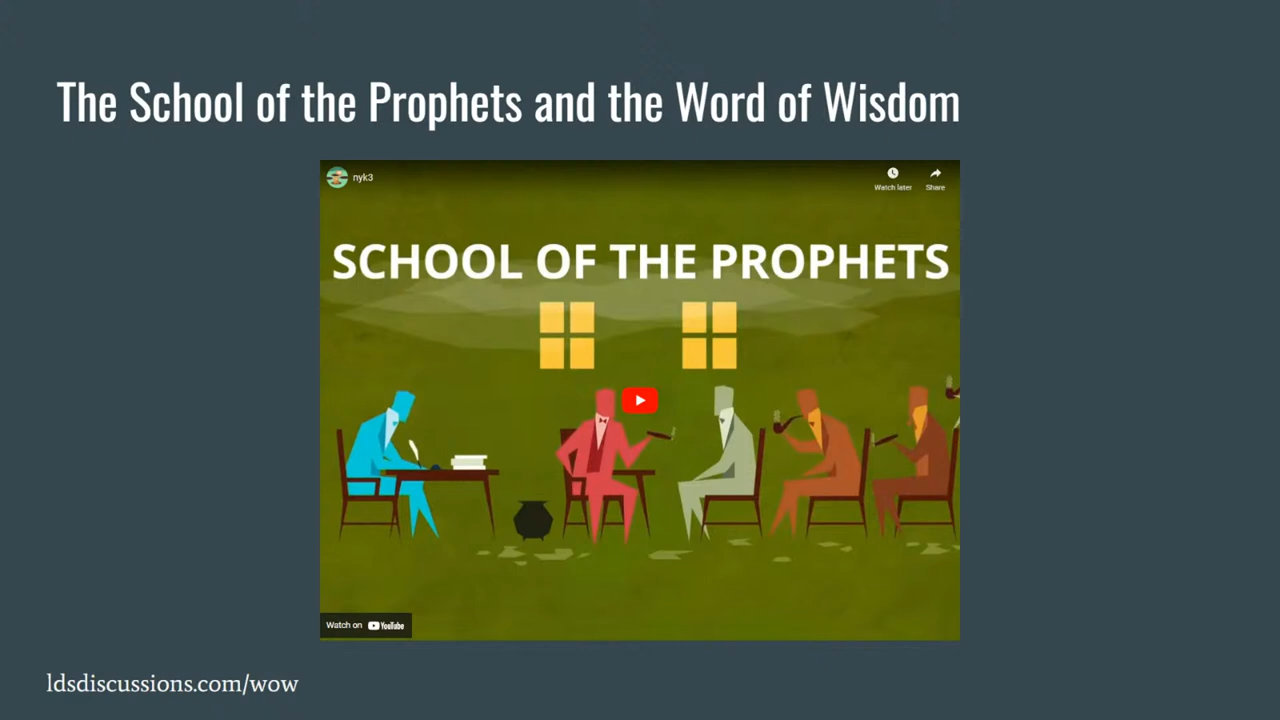 The School of the Prophets and the Word of Wisdom
nyk3
Watch later
Share
SCHOOL OF THE PROPHETS
Watch on YouTube
ldsdiscussions.com/wow